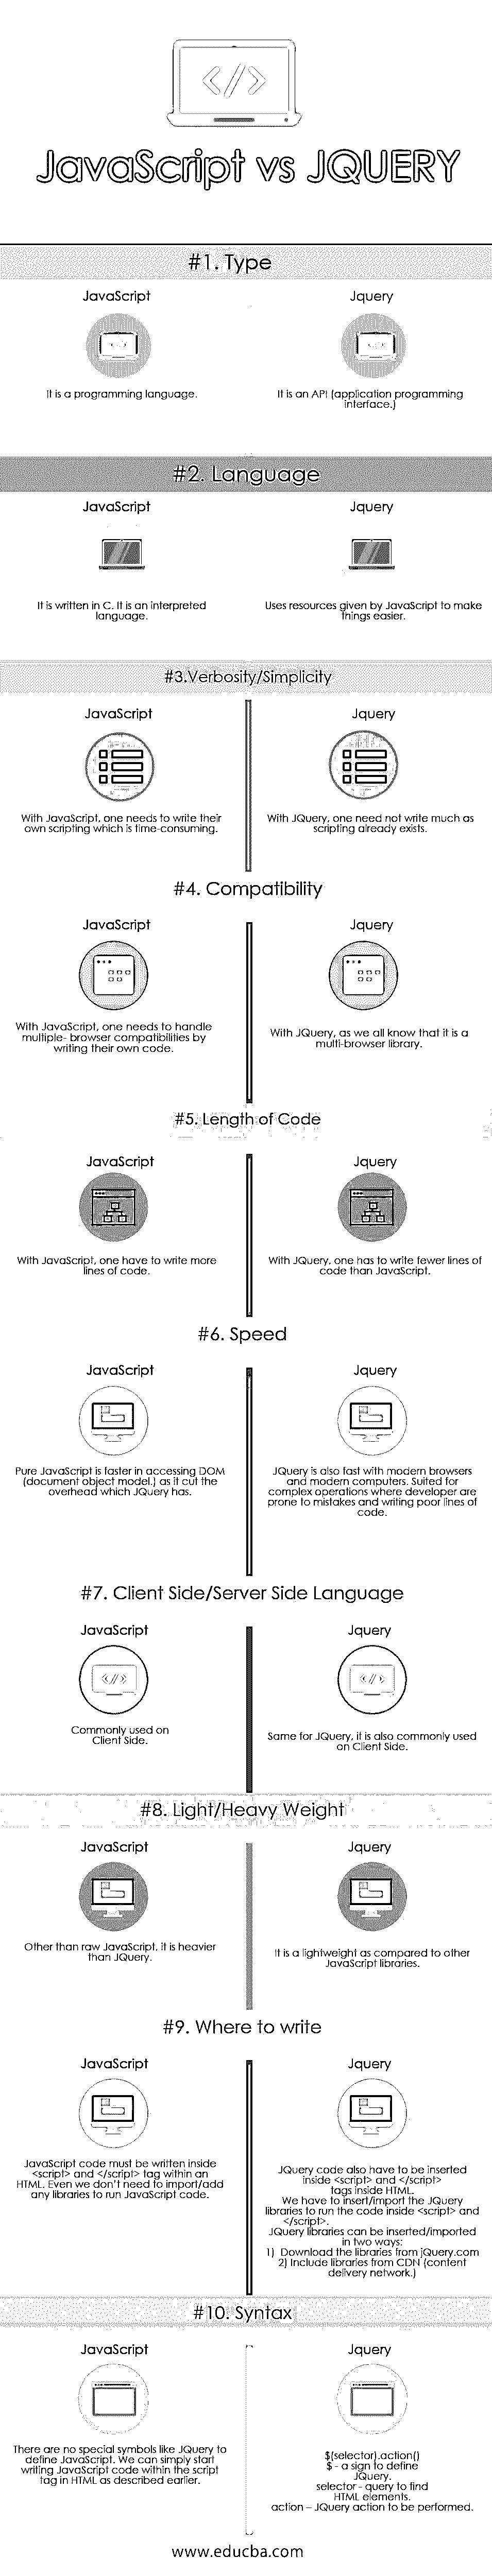 </>
JavaScript vs JQUERY
#1. Type
JavaScript
Jquery
It is a programming language.
It is an API (application programming
interface.)
#2. Language
JavaScript
Jquery
It is written in C. It is an interpreted
language.
Uses resources given by JavaScript to make
things easier.
#3.Verbosity/Simplicity
JavaScript
Jquery
With JavaScript, one needs to write their
own scripting which is time-consuming.
With JQuery, one need not write much as
scripting already exists.
#4. Compatibility
JavaScript
Jquery
With JavaScript, one needs to handle
multiple- browser compatibilities by
writing their own code.
With JQuery, as we all know that it is a
multi-browser library.
#5. Length of Code
JavaScript
Jquery
With JavaScript, one have to write more
lines of code.
With JQuery, one has to write fewer lines of
code than JavaScript.
#6. Speed
JavaScript
Jquery
Pure JavaScript is faster in accessing DOM
(document object model.) as it cut the
overhead which JQuery has.
JQuery is also fast with modern browsers
and modern computers. Suited for
complex operations where developer are
prone to mistakes and writing poor lines of
code.
#7. Client Side/Server Side Language
JavaScript
Jquery
</>
</>
Commonly used on
Client Side.
Same for JQuery, it is also commonly used
on Client Side.
#8. Light/Heavy Weight
JavaScript
Jquery
Other than raw JavaScript, it is heavier
than JQuery.
It is a lightweight as compared to other
JavaScript libraries.
#9. Where to write
JavaScript
Jquery
JavaScript code must be written inside
<script> and </script> tag within an
HTML. Even we don't need to import/add
any libraries to run JavaScript code.
JQuery code also have to be inserted
inside <script> and </script>
tags inside HTML.
We have to insert/import the JQuery
libraries to run the code inside <script> and
</script>.
JQuery libraries can be inserted/imported
in two ways:
1) Download the libraries from jQuery.com
2) Include libraries from CDN (content
delivery network.)
#10. Syntax
JavaScript
Jquery
There are no special symbols like JQuery to
define JavaScript. We can simply start
writing JavaScript code within the script
tag in HTML as described earlier.
$(selector).action()
$ - a sign to define
JQuery.
selector - query to find
HTML elements.
action – JQuery action to be performed.
www.educba.com